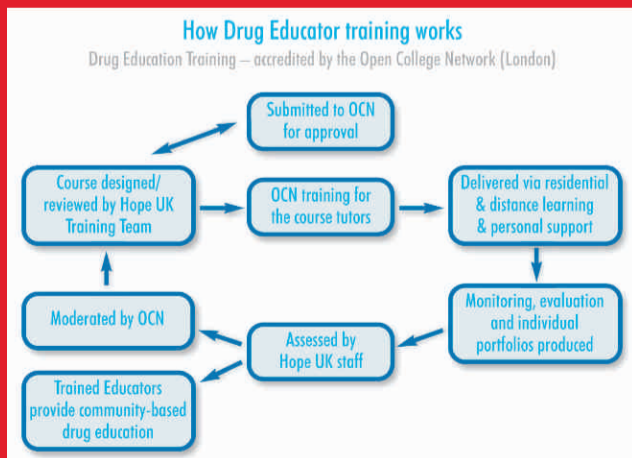 How Drug Educator training works
Drug Education Training – accredited by the Open College Network (London)
Submitted to OCN
for approval
Course designed/
reviewed by Hope UK
Training Team
OCN training for
the course tutors
Delivered via residential
& distance learning
& personal support
Monitoring, evaluation
and individual
portfolios produced
Assessed by
Hope UK staff
Moderated by OCN
Trained Educators
provide community-based
drug education